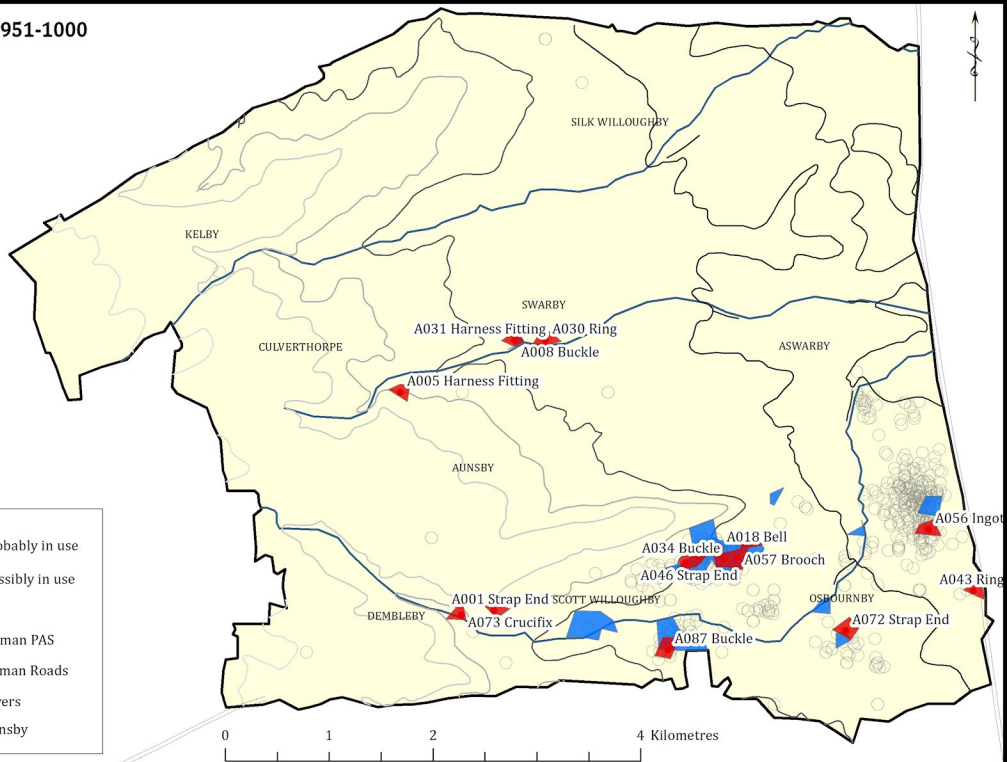 951-1000
SILK WILLOUGHBY
KELBY
SWARBY
A031 Harness Fitting
A030 Ring
A008 Buckle
CULVERTHORPE
ASWARBY
A005 Harness Fitting
AUNSBY
A056 Ingot
A018 Bell
A034 Buckle
A057 Brooch
A046 Strap End
A043 Ring
A001 Strap End
SCOTT WILLOUGHBY
OSBOURNBY
DEMBLEBY
A073 Crucifix
A072 Strap End
A087 Buckle
obably in use
ssibly in use
man PAS
man Roads
vers
nsby
0 1 2 4 Kilometres